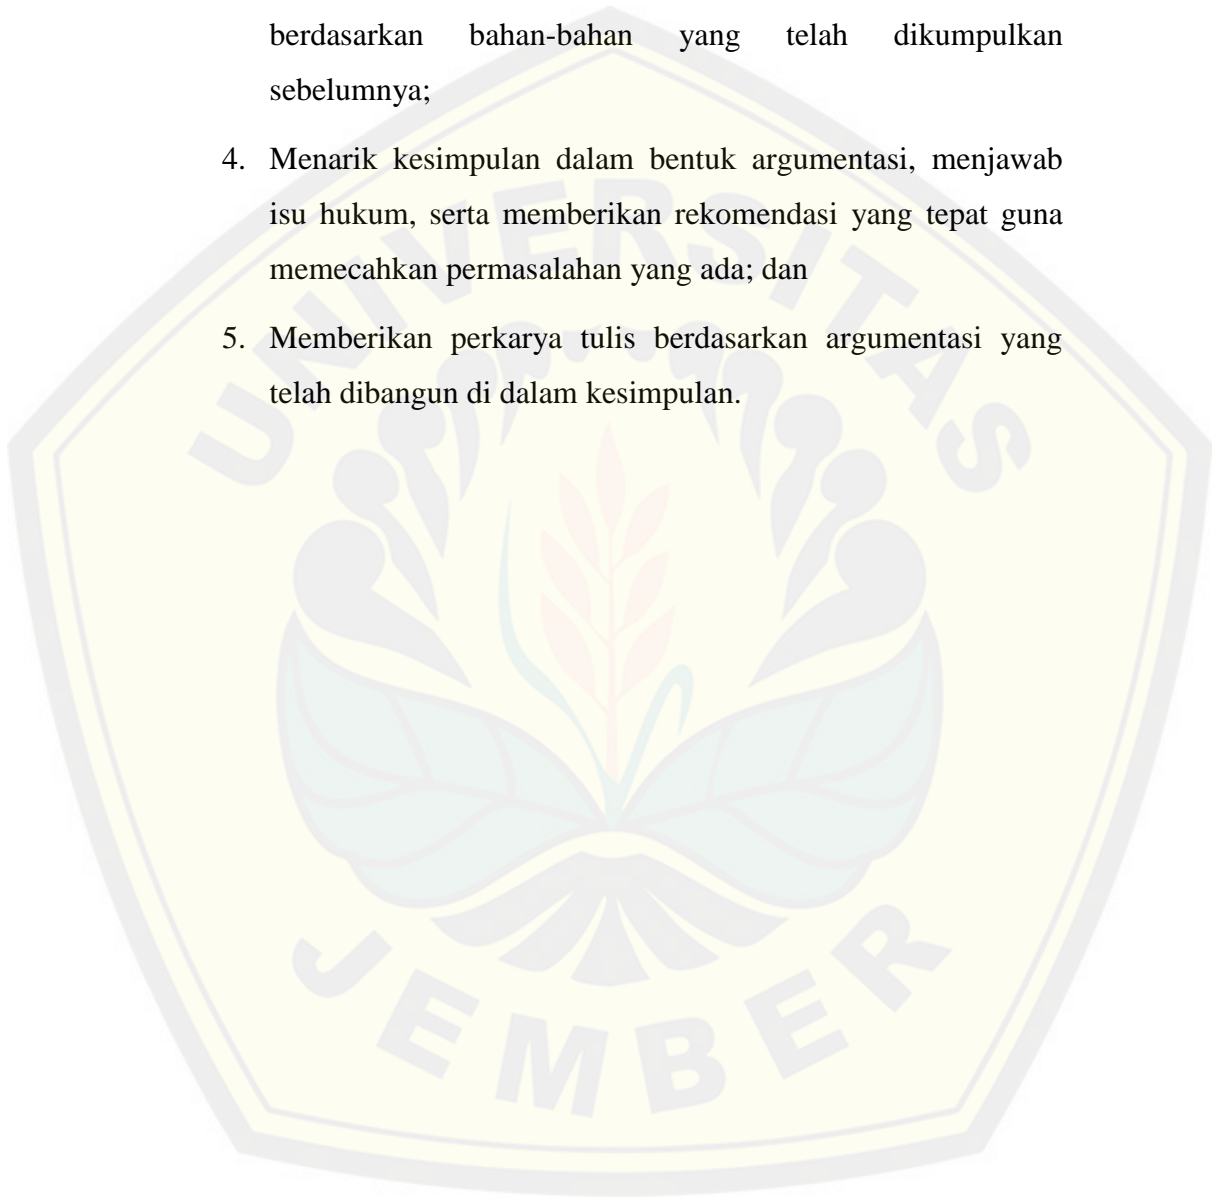 berdasarkan bahan-bahan yang telah dikumpulkan
sebelumnya;
4. Menarik kesimpulan dalam bentuk argumentasi, menjawab
isu hukum, serta memberikan rekomendasi yang tepat guna
memecahkan permasalahan yang ada; dan
5. Memberikan perkarya tulis berdasarkan argumentasi yang
telah dibangun di dalam kesimpulan.
UNIVERSITAS
JEMBER